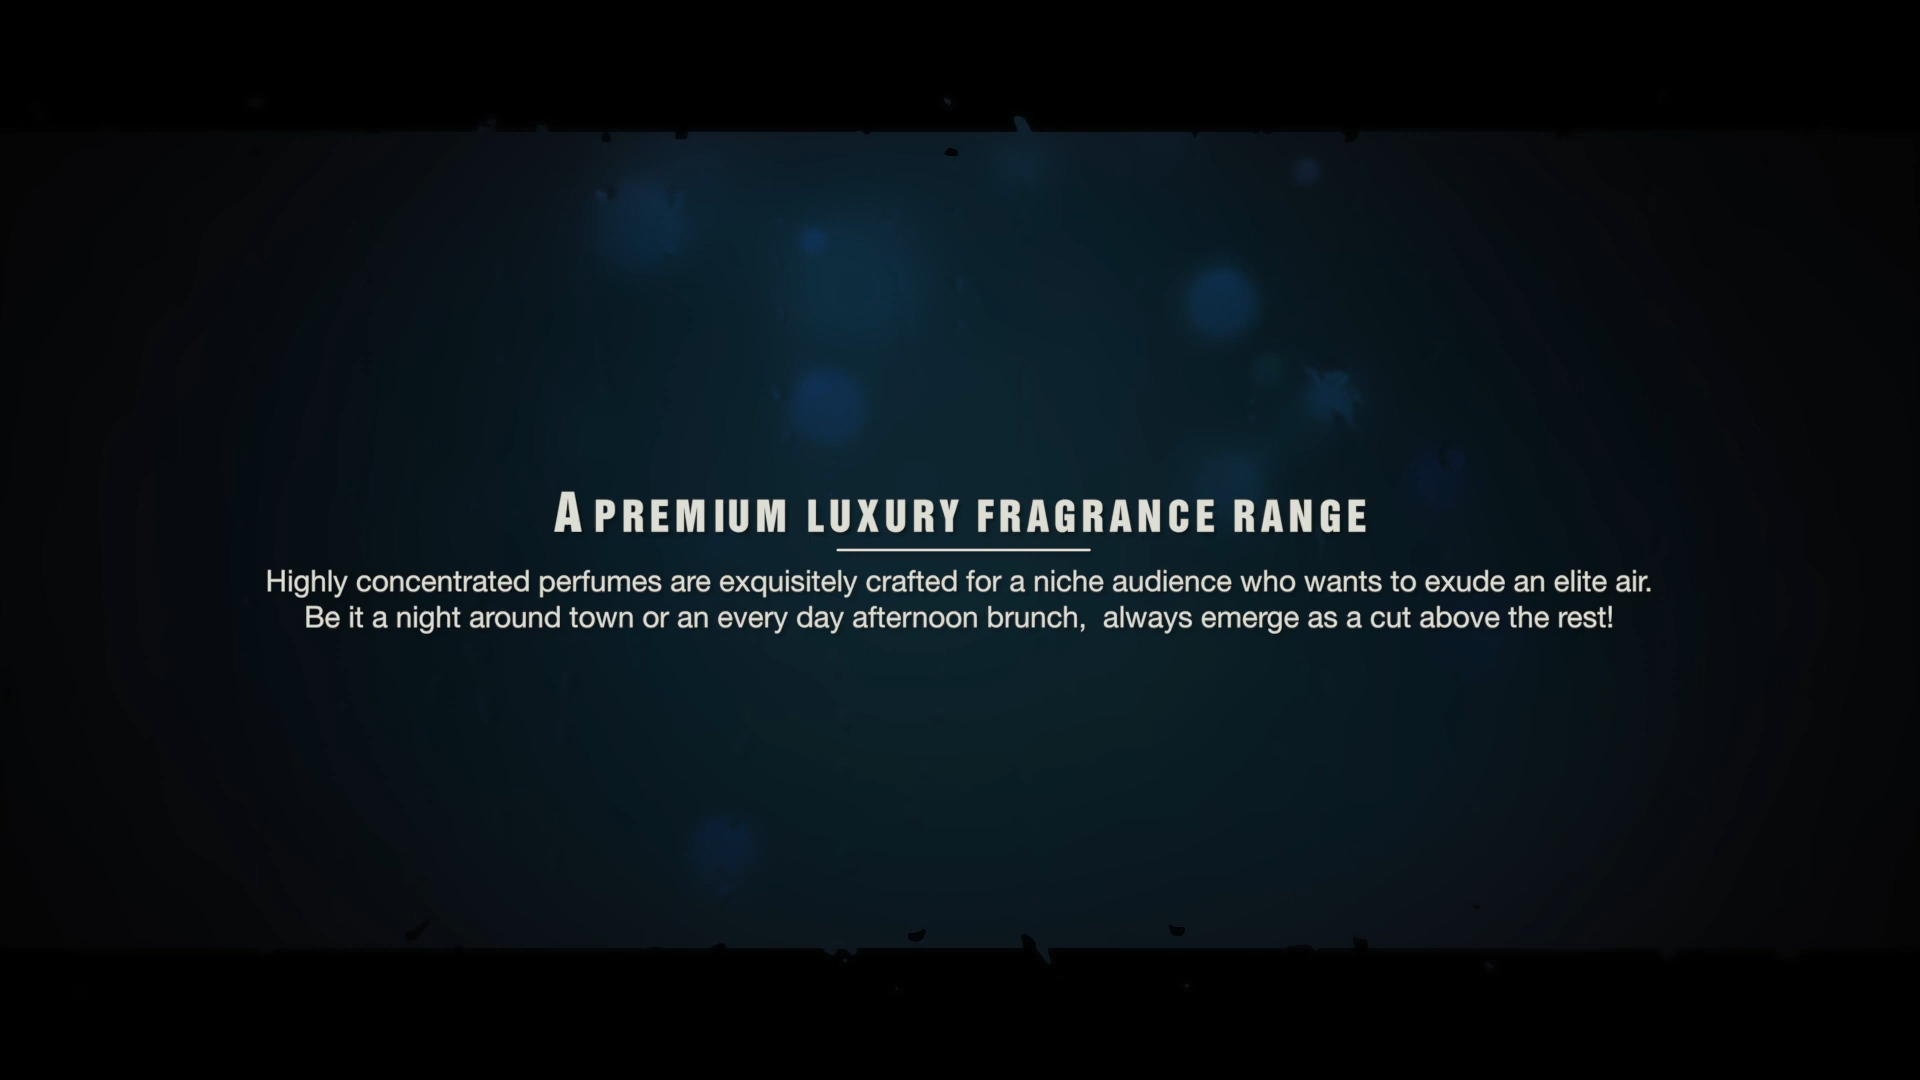 A PREMIUM LUXURY FRAGRANCE RANGE
Highly concentrated perfumes are exquisitely crafted for a niche audience who wants to exude an elite air.
Be it a night around town or an every day afternoon brunch,  always emerge as a cut above the rest!